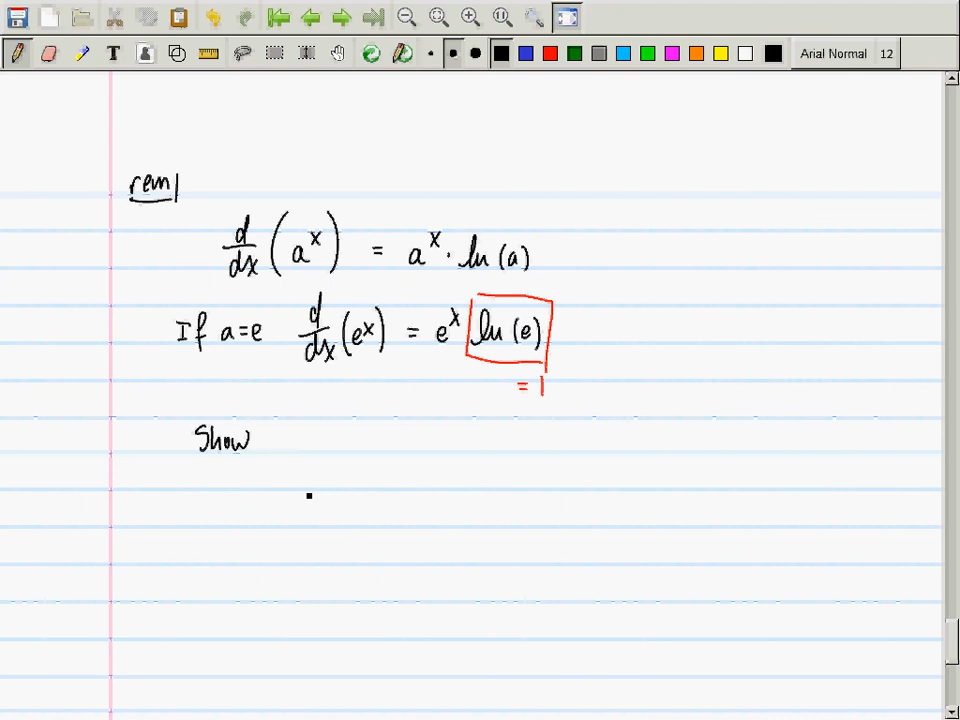 Arial Normal 12
rem
d/dx (a^x) = a^x · ln(a)
If a=e d/dx (e^x) = e^x ln(e)
= 1
Show